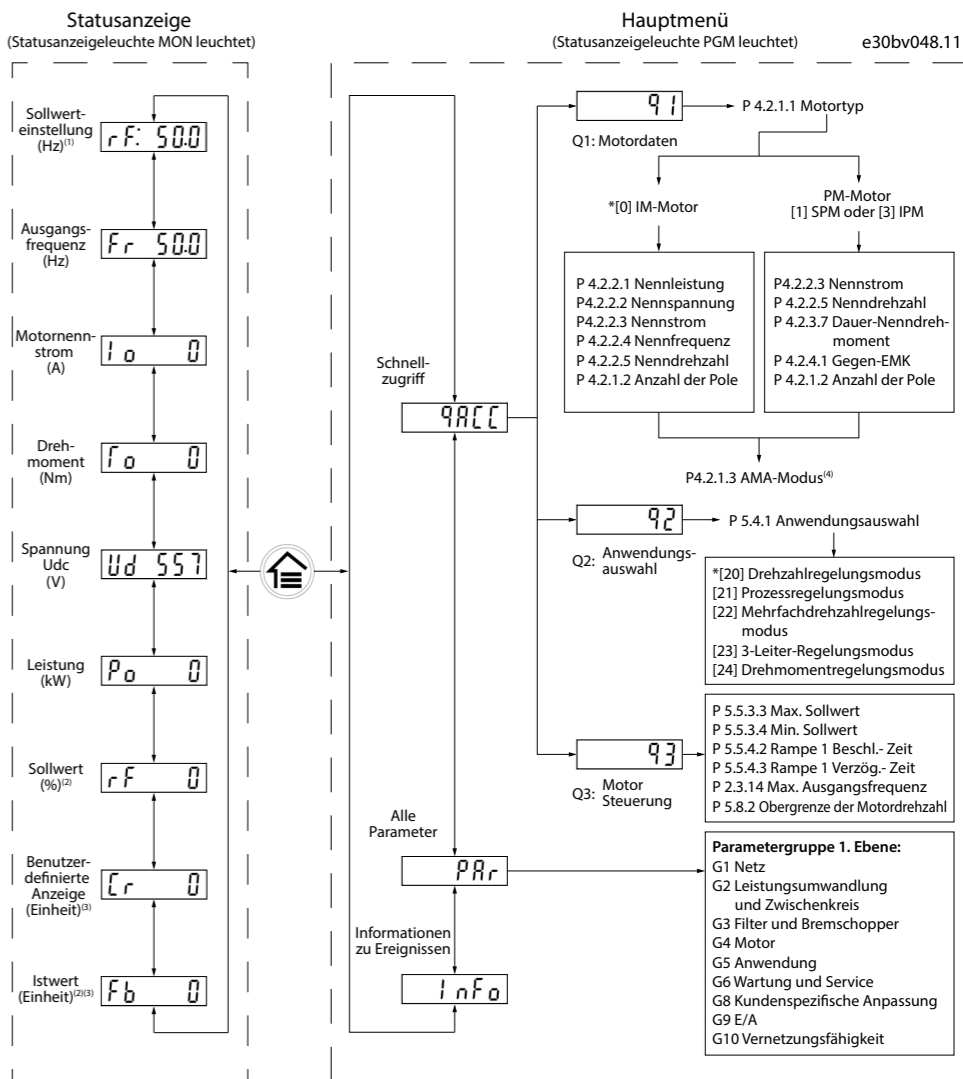 Statusanzeige
(Statusanzeigeleuchte MON leuchtet)
Sollwert-
einstellung
(Hz)(1)
rF: 50.0
Ausgangs-
frequenz
(Hz)
Fr 50.0
Motornenn-
strom
(A)
Io 0
Dreh-
moment
(Nm)
To 0
Spannung
Udc
(V)
Ud 557
Leistung
(kW)
Po 0
Sollwert
(%)(2)
rF 0
Benutzer-
definierte
Anzeige
(Einheit)(3)
Cr 0
Istwert
(Einheit)(2)(3)
Fb 0
Hauptmenü
(Statusanzeigeleuchte PGM leuchtet)
e30bv048.11
Schnell-
zugriff
qACC
q1
Q1: Motordaten
P 4.2.1.1 Motortyp
*[0] IM-Motor
PM-Motor
[1] SPM oder [3] IPM
P 4.2.2.1 Nennleistung
P4.2.2.2 Nennspannung
P4.2.2.3 Nennstrom
P 4.2.2.4 Nennfrequenz
P 4.2.2.5 Nenndrehzahl
P 4.2.1.2 Anzahl der Pole
P4.2.2.3 Nennstrom
P 4.2.2.5 Nenndrehzahl
P 4.2.3.7 Dauer-Nenndreh-
moment
P 4.2.4.1 Gegen-EMK
P 4.2.1.2 Anzahl der Pole
P4.2.1.3 AMA-Modus(4)
q2
Q2: Anwendungs-
auswahl
P 5.4.1 Anwendungsauswahl
*[20] Drehzahlregelungsmodus
[21] Prozessregelungsmodus
[22] Mehrfachdrehzahlregelungs-
modus
[23] 3-Leiter-Regelungsmodus
[24] Drehmomentregelungsmodus
q3
Q3: Motor
Steuerung
P 5.5.3.3 Max. Sollwert
P 5.5.3.4 Min. Sollwert
P 5.5.4.2 Rampe 1 Beschl.- Zeit
P 5.5.4.3 Rampe 1 Verzög.- Zeit
P 2.3.14 Max. Ausgangsfrequenz
P 5.8.2 Obergrenze der Motordrehzahl
Alle
Parameter
PAr
Parametergruppe 1. Ebene:
G1 Netz
G2 Leistungsumwandlung
und Zwischenkreis
G3 Filter und Bremschopper
G4 Motor
G5 Anwendung
G6 Wartung und Service
G8 Kundenspezifische Anpassung
G9 E/A
G10 Vernetzungsfähigkeit
Informationen
zu Ereignissen
InFo